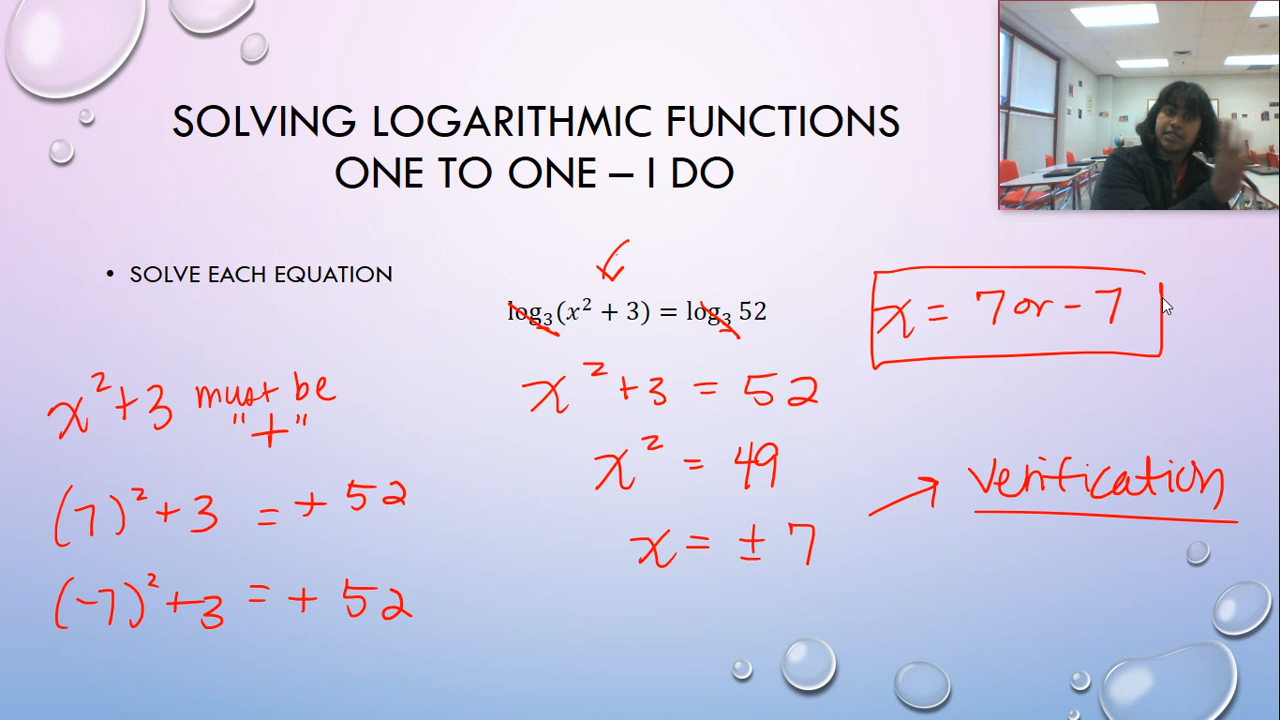 SOLVING LOGARITHMIC FUNCTIONS
ONE TO ONE – I DO
• SOLVE EACH EQUATION
log₃(x² + 3) = log₃ 52
x² + 3 = 52
x² = 49
x = ± 7
x² + 3 must be
"+"
(7)² + 3 = + 52
(-7)² + 3 = + 52
x = 7 or - 7
→ verification